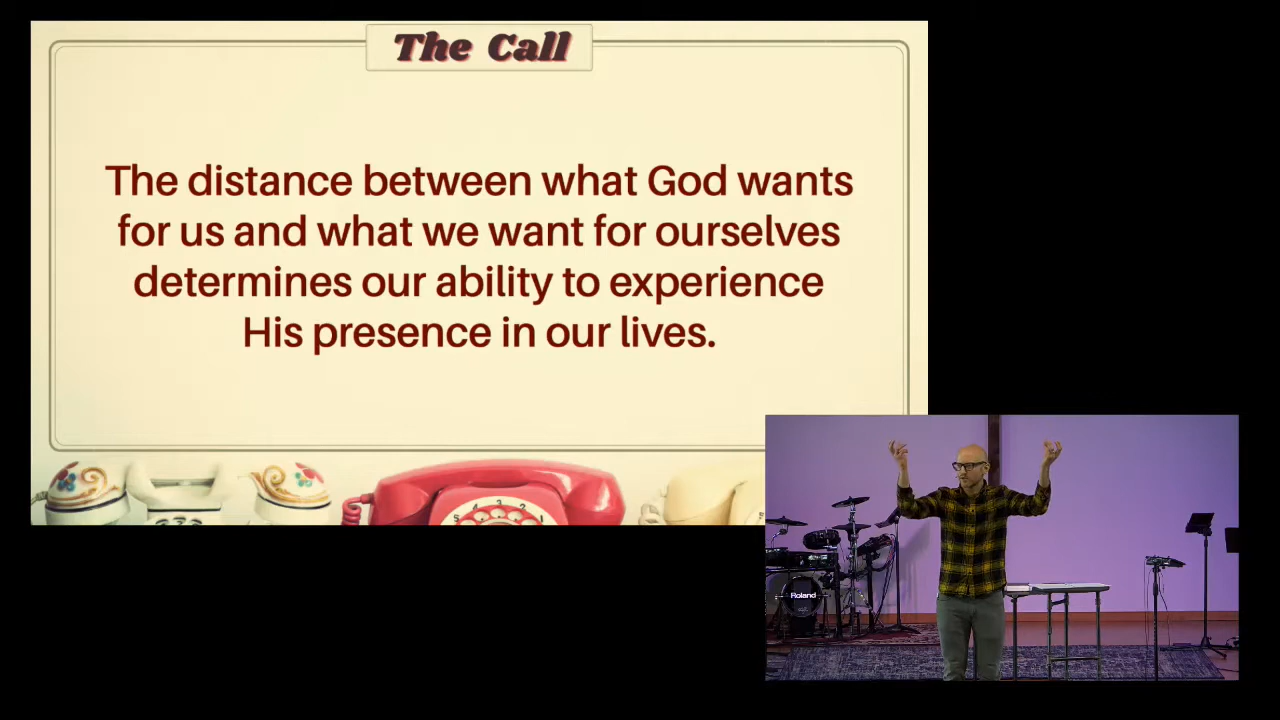 The Call
The distance between what God wants
for us and what we want for ourselves
determines our ability to experience
His presence in our lives.
Roland